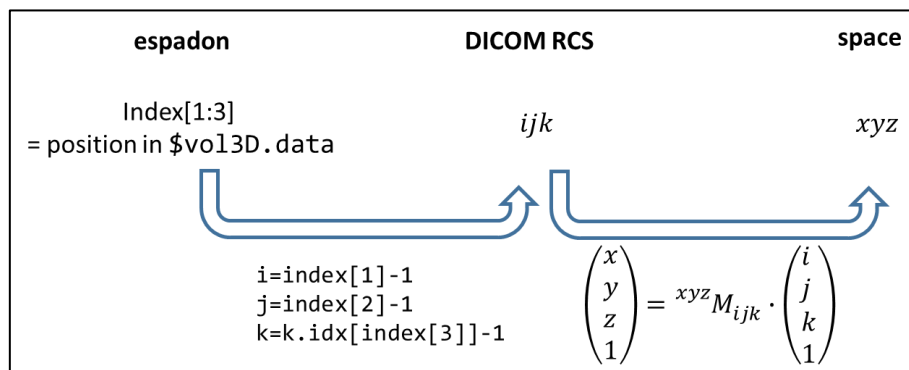 espadon DICOM RCS space
Index[1:3]
= position in $vol3D.data
ijk
xyz
i=index[1]-1
j=index[2]-1
k=k.idx[index[3]]-1
(x y z 1) = xyzMijk · (i j k 1)